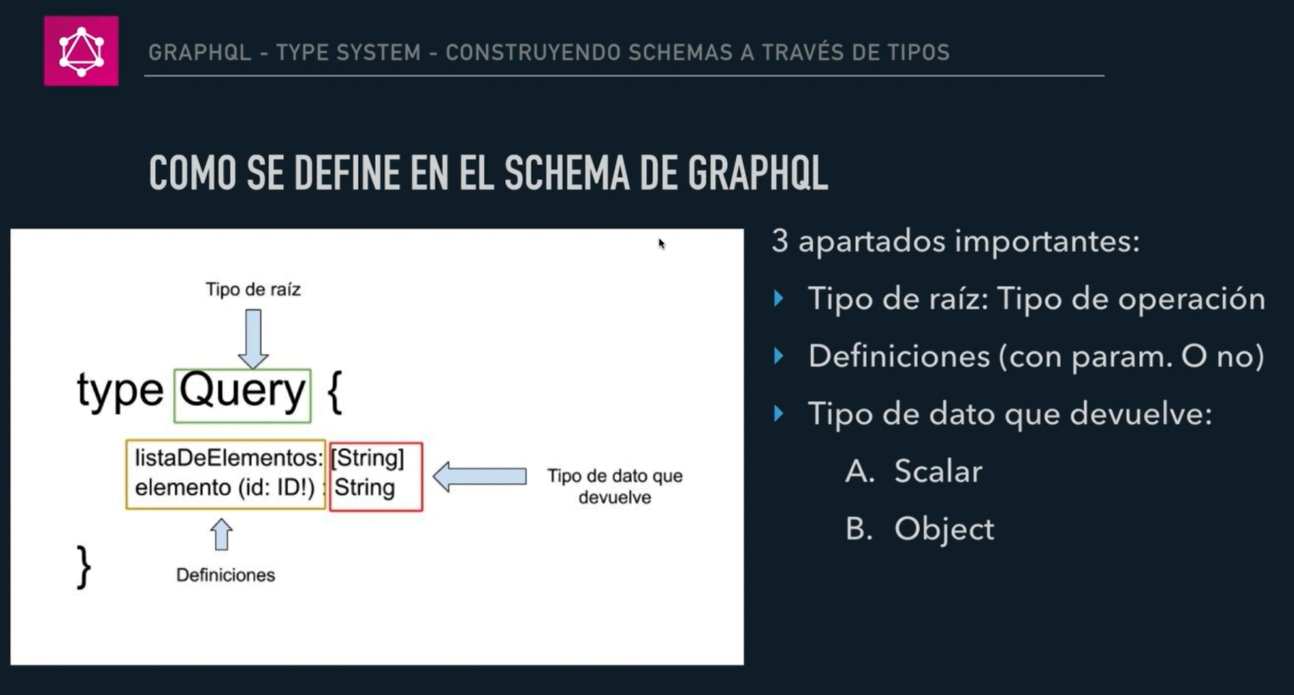 GRAPHQL - TYPE SYSTEM - CONSTRUYENDO SCHEMAS A TRAVÉS DE TIPOS
COMO SE DEFINE EN EL SCHEMA DE GRAPHQL
Tipo de raíz
type Query {
listaDeElementos: [String]
elemento (id: ID!) : String
Tipo de dato que
devuelve
}
Definiciones
3 apartados importantes:
Tipo de raíz: Tipo de operación
Definiciones (con param. O no)
Tipo de dato que devuelve:
A. Scalar
B. Object